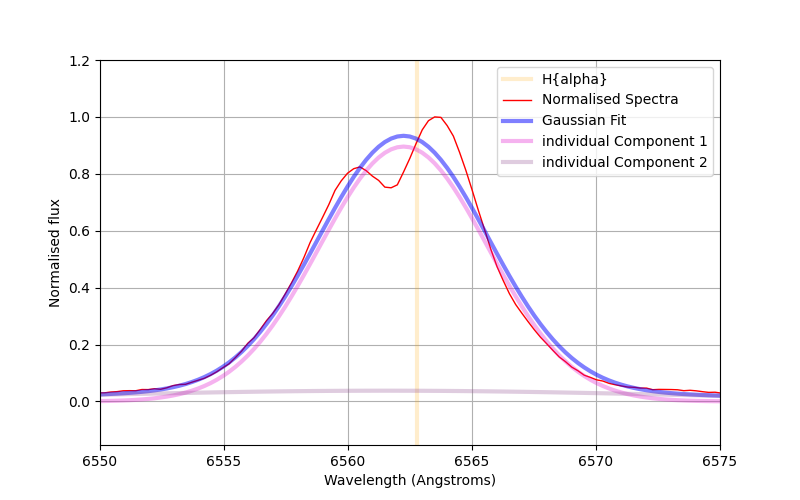 1.2
1.0
0.8
0.6
0.4
0.2
0.0
Normalised flux
H{alpha}
Normalised Spectra
Gaussian Fit
individual Component 1
individual Component 2
6550 6555 6560 6565 6570 6575
Wavelength (Angstroms)